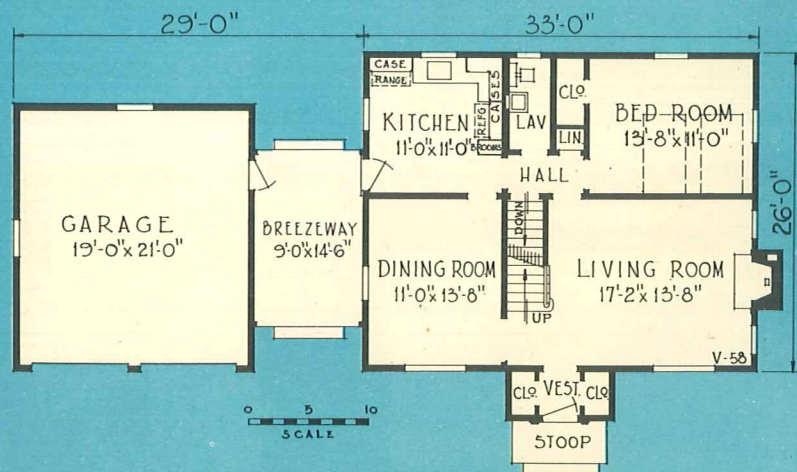 29'-0"
33'-0"
CASE
RANGE
CASES
REFG
BROOMS
KITCHEN
11'-0"x11'-0"
LAV
CLO.
LIN.
BED ROOM
13'-8"x11'-0"
HALL
26'-0"
GARAGE
19'-0"x21'-0"
BREEZEWAY
9'-0"x14'-6"
DINING ROOM
11'-0"x13'-8"
DOWN
UP
LIVING ROOM
17'-2"x13'-8"
V-58
CLO.
VEST.
CLO.
STOOP
0 5 10
SCALE